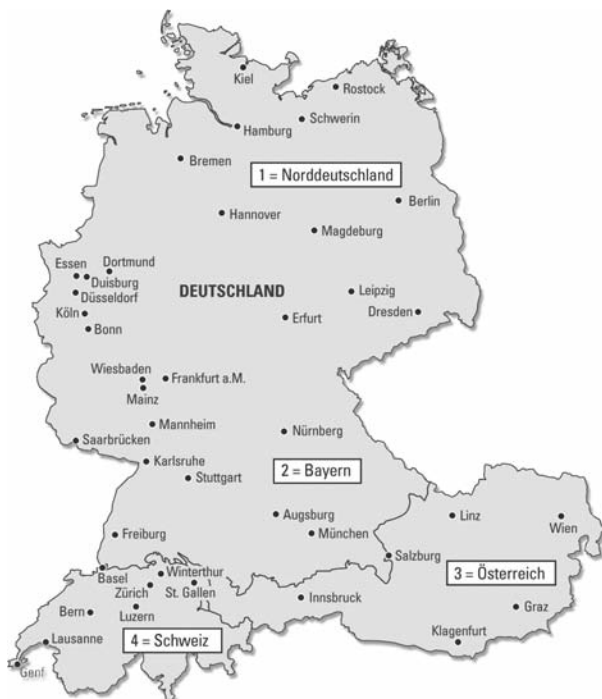 Kiel
Rostock
Schwerin
Hamburg
Bremen
1 = Norddeutschland
Berlin
Hannover
Magdeburg
Essen
Dortmund
Duisburg
DEUTSCHLAND
Leipzig
Düsseldorf
Dresden
Köln
Erfurt
Bonn
Wiesbaden
Frankfurt a.M.
Mainz
Mannheim
Nürnberg
Saarbrücken
Karlsruhe
2 = Bayern
Stuttgart
Augsburg
Linz
Wien
Freiburg
München
Salzburg
Basel
Winterthur
3 = Österreich
Zürich
St. Gallen
Innsbruck
Bern
Luzern
Graz
Lausanne
4 = Schweiz
Klagenfurt
Genf